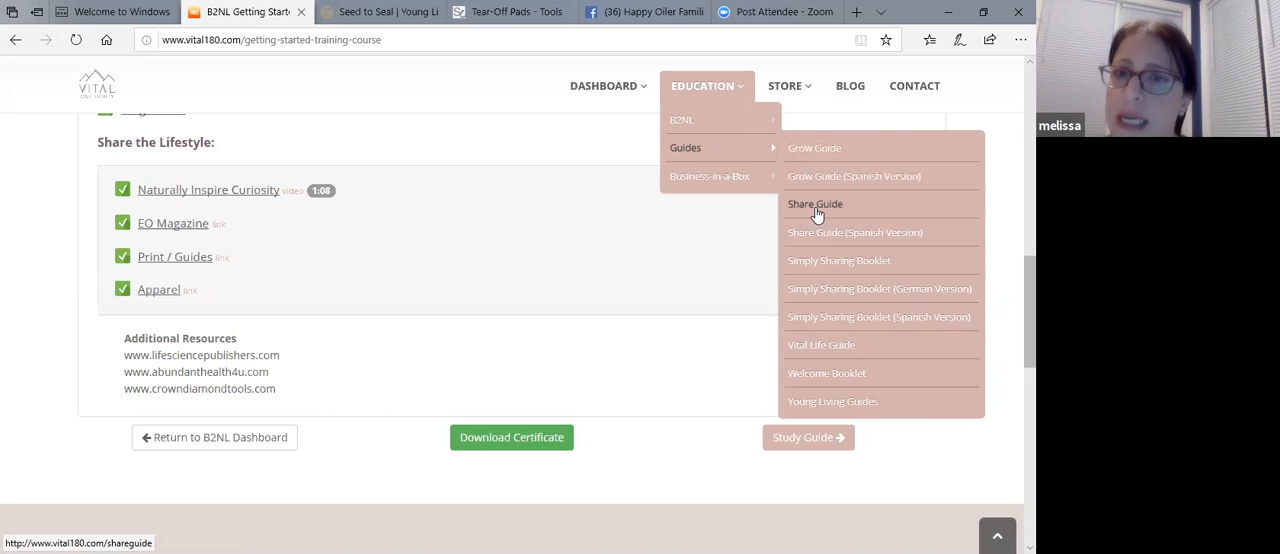 Welcome to Windows
B2NL Getting Starte
Seed to Seal | Young Li
Tear-Off Pads - Tools
(36) Happy Oiler Famili
Post Attendee - Zoom
www.vital180.com/getting-started-training-course
VITAL
DASHBOARD
EDUCATION
STORE
BLOG
CONTACT
B2NL
Guides
Business-in-a-Box
Grow Guide
Grow Guide (Spanish Version)
Share Guide
Share Guide (Spanish Version)
Simply Sharing Booklet
Simply Sharing Booklet (German Version)
Simply Sharing Booklet (Spanish Version)
Vital Life Guide
Welcome Booklet
Young Living Guides
Share the Lifestyle:
Naturally Inspire Curiosity video 1:08
EO Magazine link
Print / Guides link
Apparel link
Additional Resources
www.lifesciencepublishers.com
www.abundanthealth4u.com
www.crowndiamondtools.com
Return to B2NL Dashboard
Download Certificate
Study Guide
http://www.vital180.com/shareguide
melissa